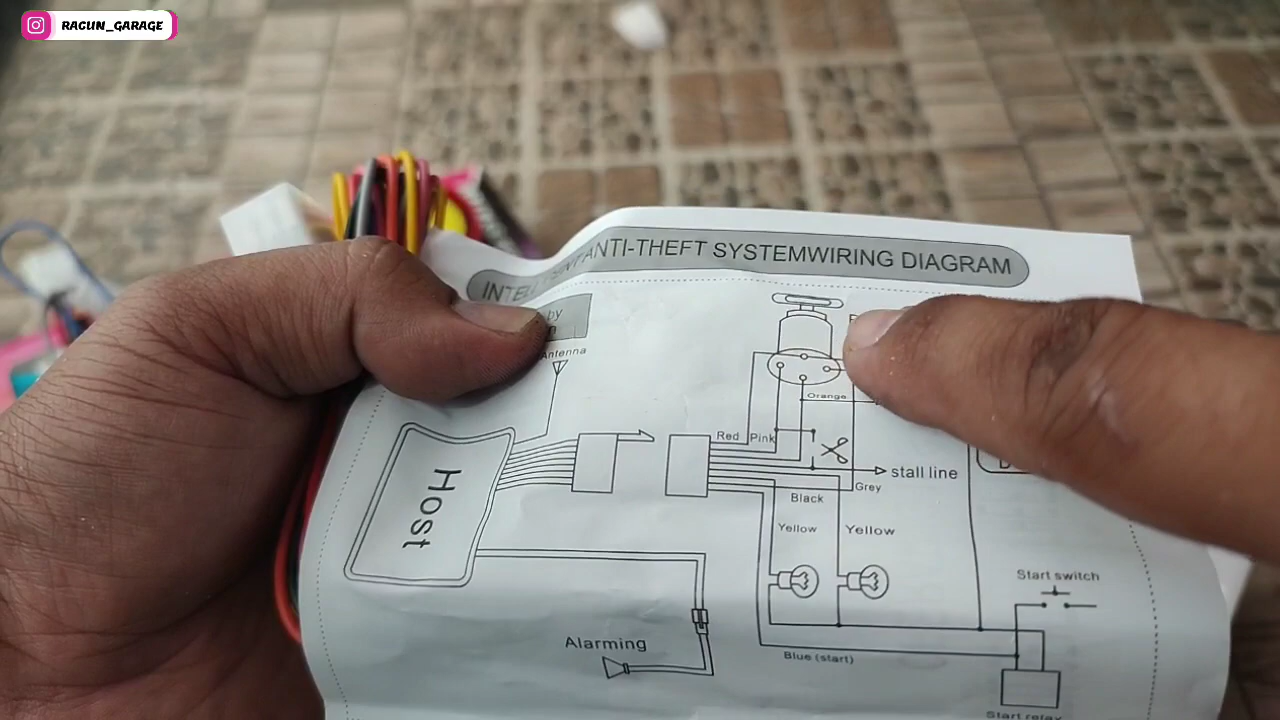 RACUN_GARAGE
ANTI-THEFT SYSTEMWIRING DIAGRAM
by
Antenna
Orange
Red
Pink
stall line
Grey
Black
Host
Yellow
Yellow
Start switch
Alarming
Blue (start)
Start relay